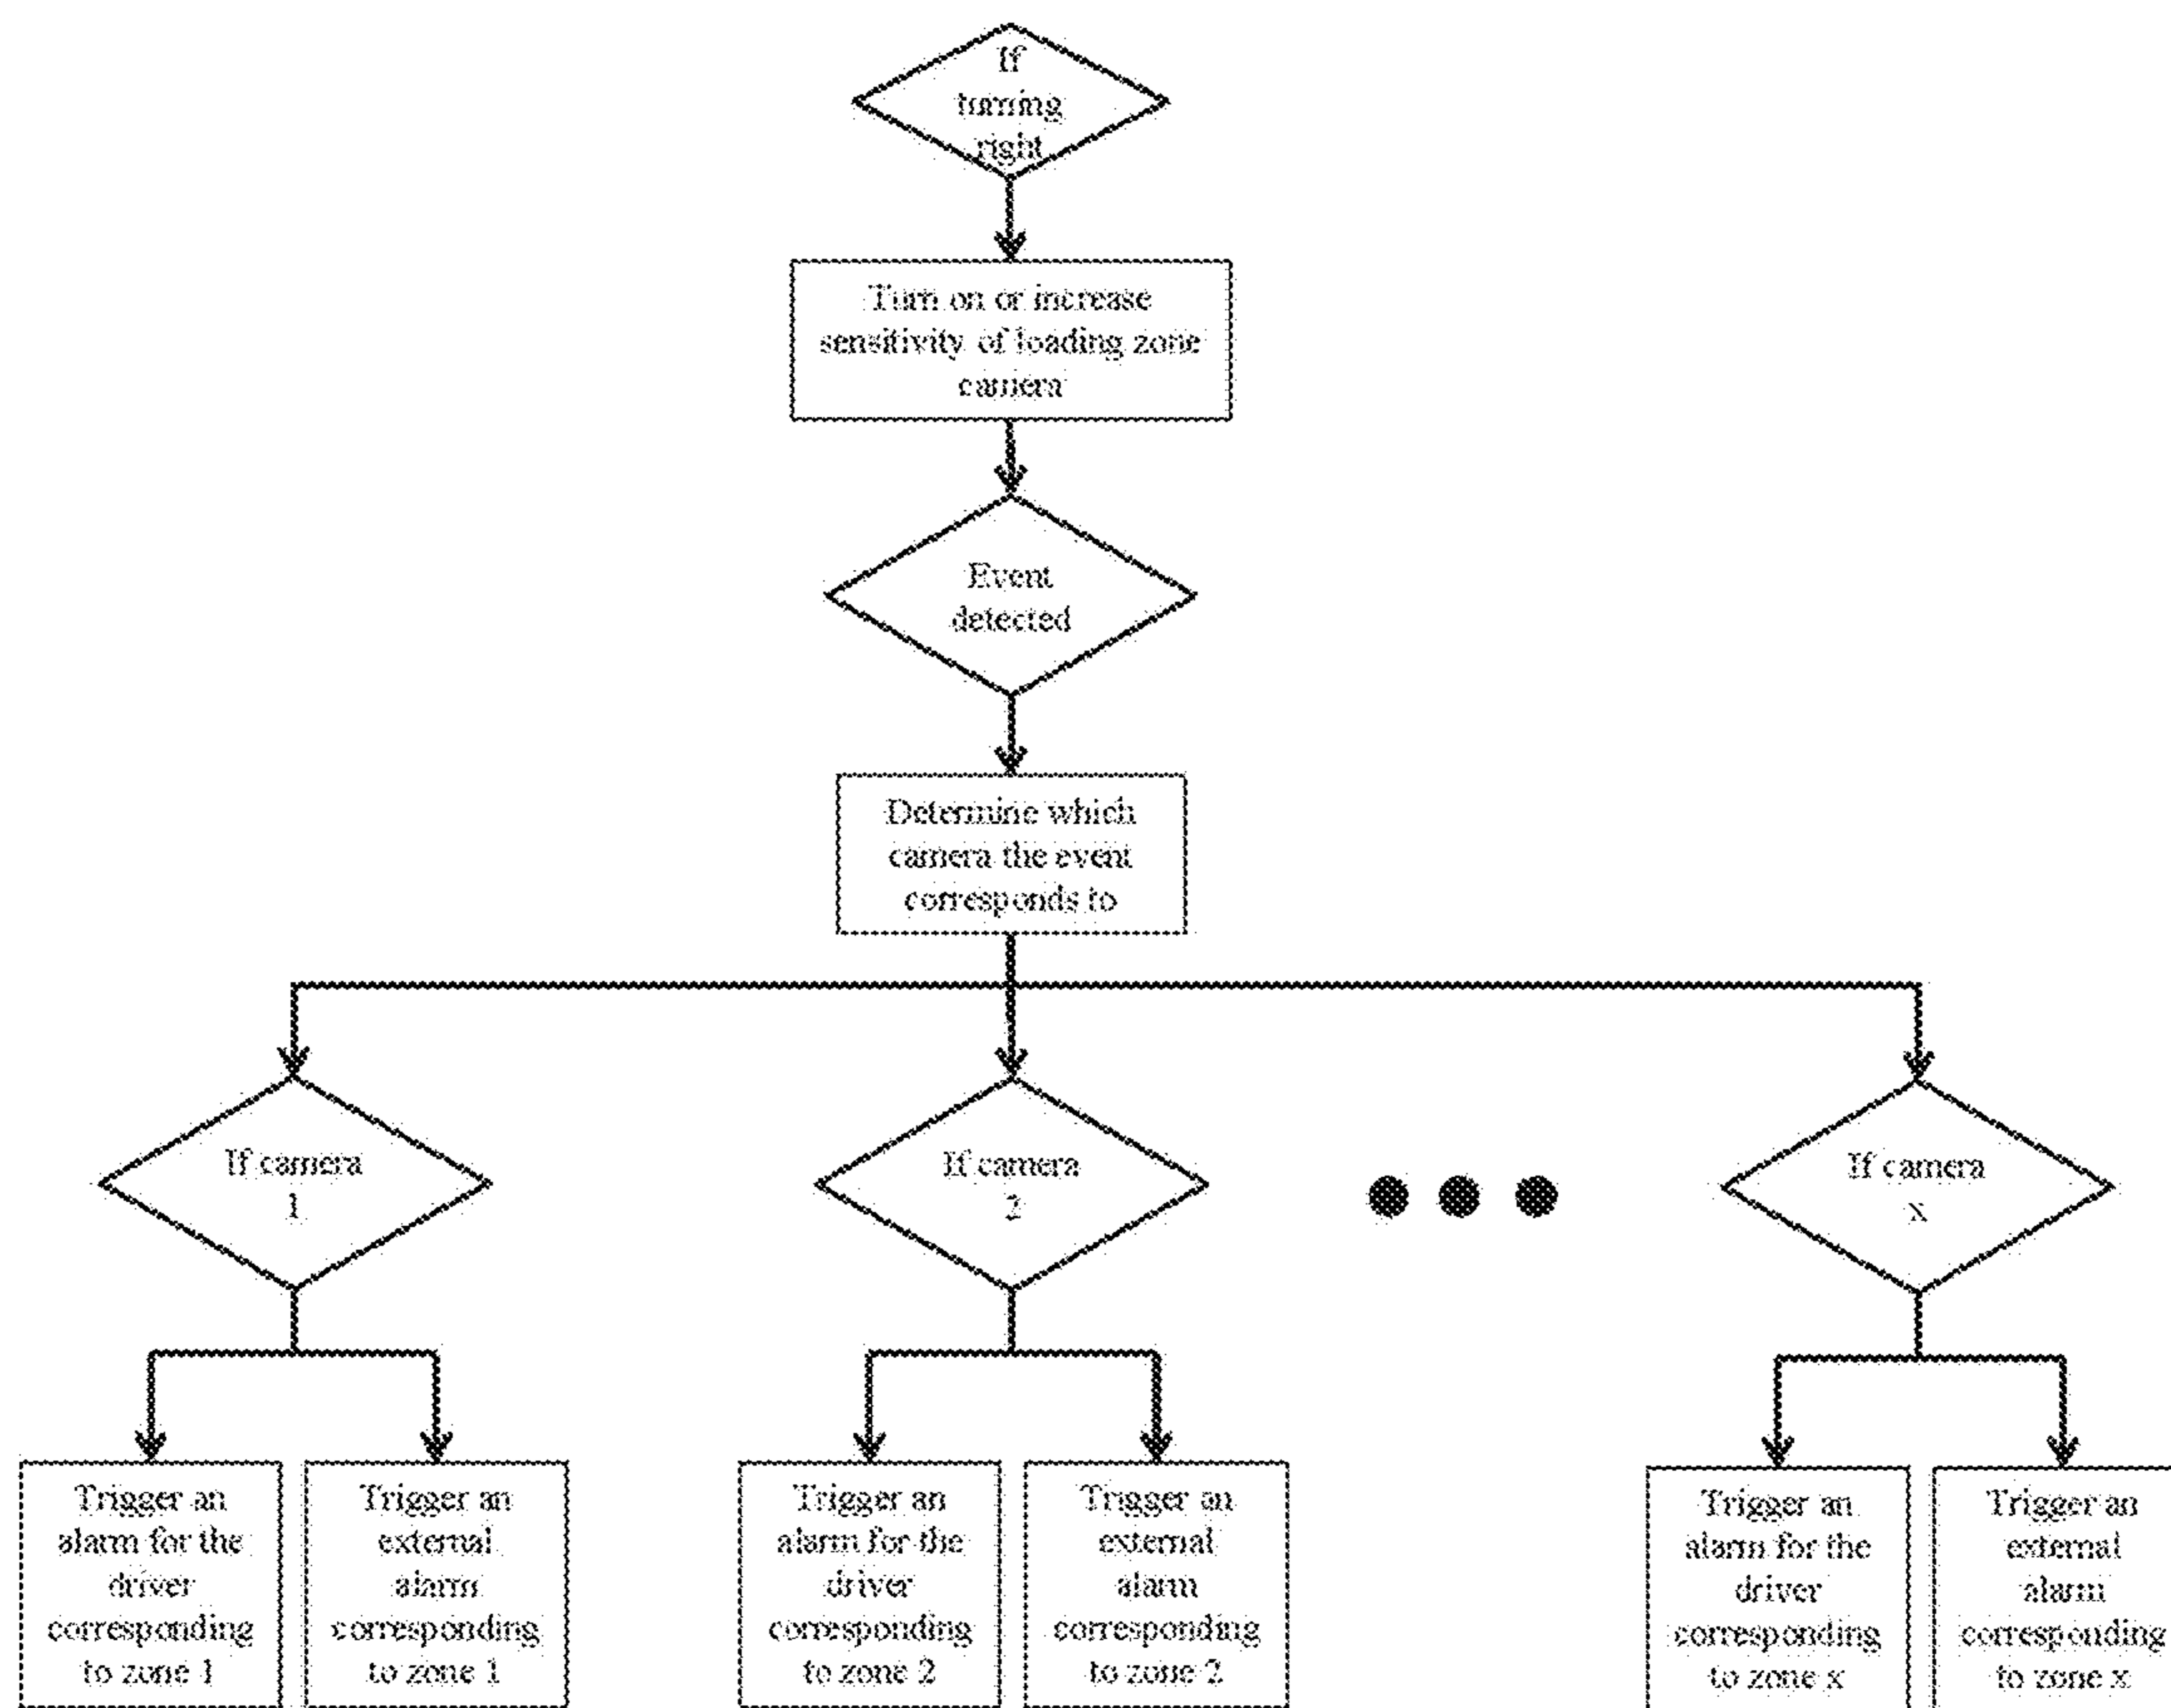 If
turning
right
Turn on or increase
sensitivity of loading zone
camera
Event
detected
Determine which
camera the event
corresponds to
If camera
1
If camera
2
If camera
x
Trigger an
alarm for the
driver
corresponding
to zone 1
Trigger an
external
alarm
corresponding
to zone 1
Trigger an
alarm for the
driver
corresponding
to zone 2
Trigger an
external
alarm
corresponding
to zone 2
Trigger an
alarm for the
driver
corresponding
to zone x
Trigger an
external
alarm
corresponding
to zone x